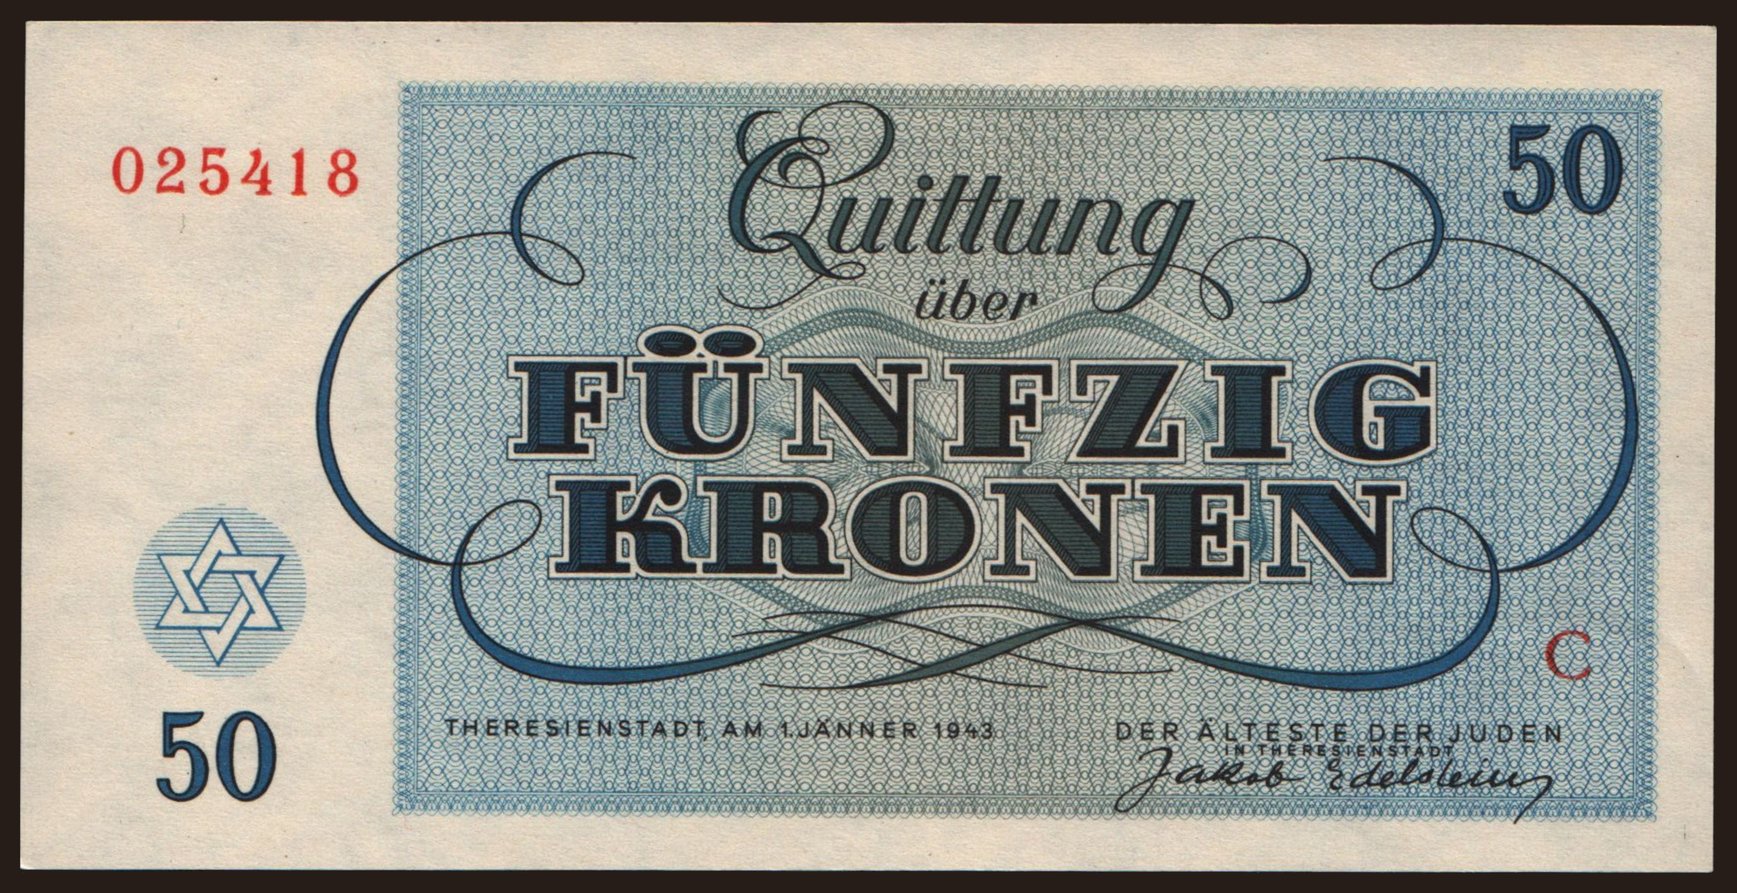 025418
50
Quittung
über
FÜNFZIG
KRONEN
C
50
THERESIENSTADT, AM 1. JÄNNER 1943
DER ÄLTESTE DER JUDEN
IN THERESIENSTADT
Jakob Edelstein